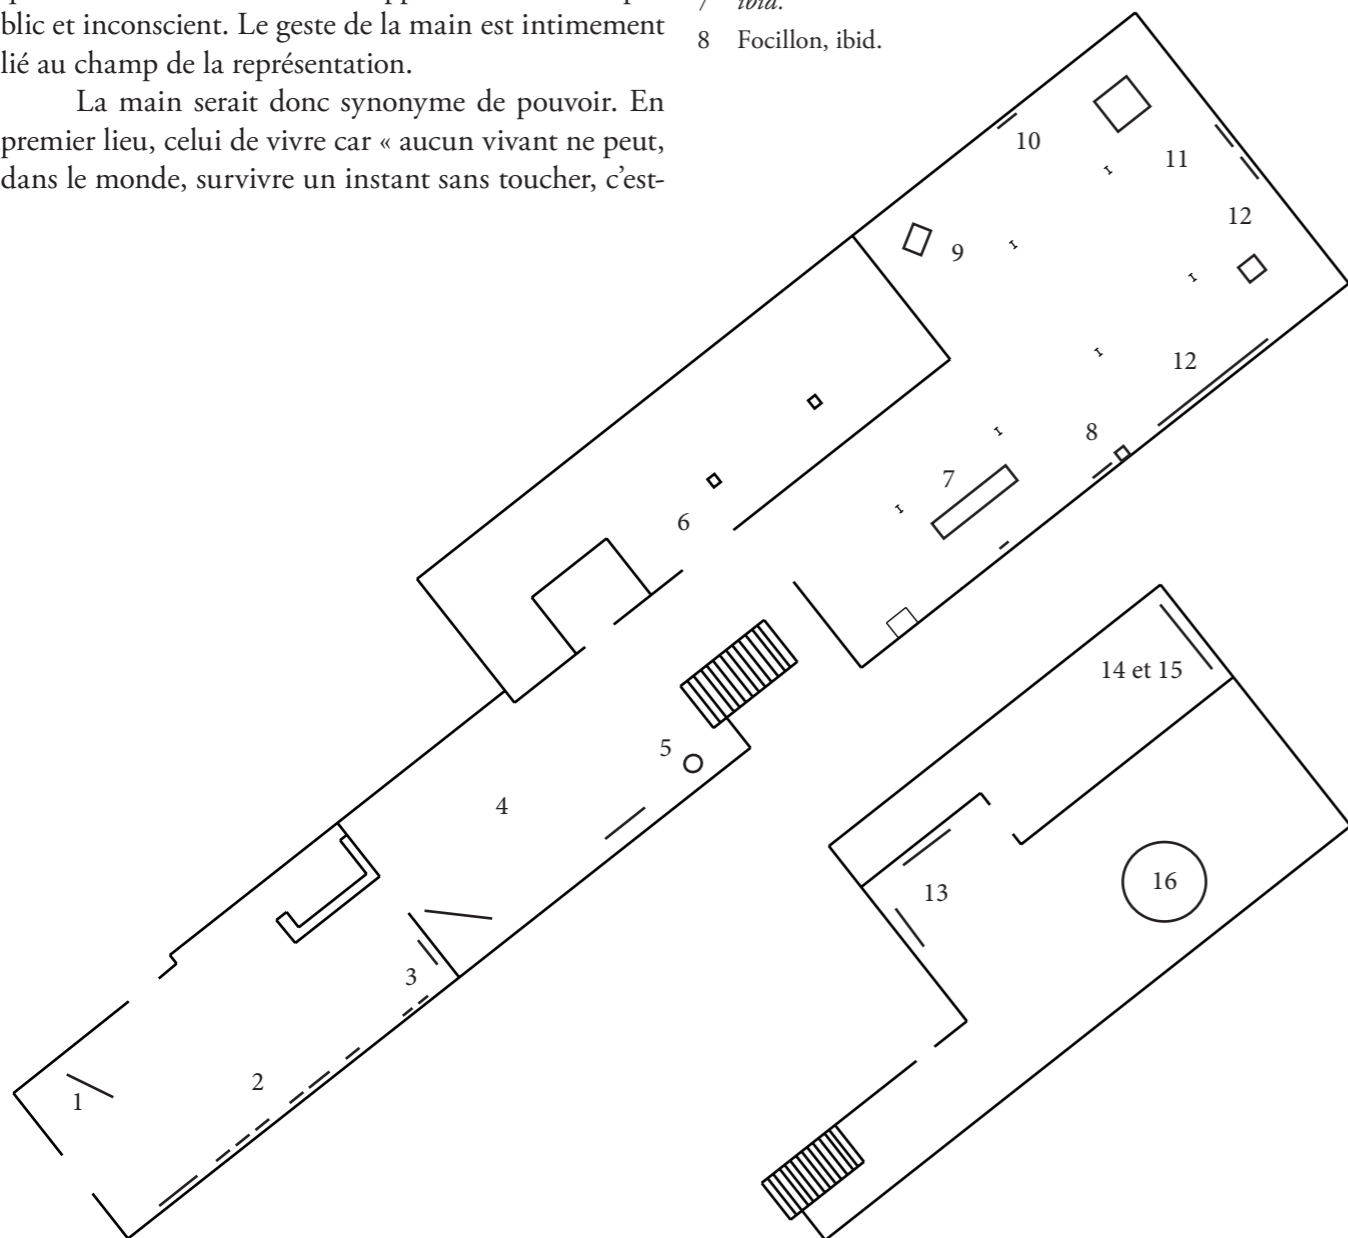 blic et inconscient. Le geste de la main est intimement
lié au champ de la représentation.
La main serait donc synonyme de pouvoir. En
premier lieu, celui de vivre car « aucun vivant ne peut,
dans le monde, survivre un instant sans toucher, c’est-
7 ibid.
8 Focillon, ibid.
10
11
12
9
12
8
7
6
5
4
3
2
1
14 et 15
13
16